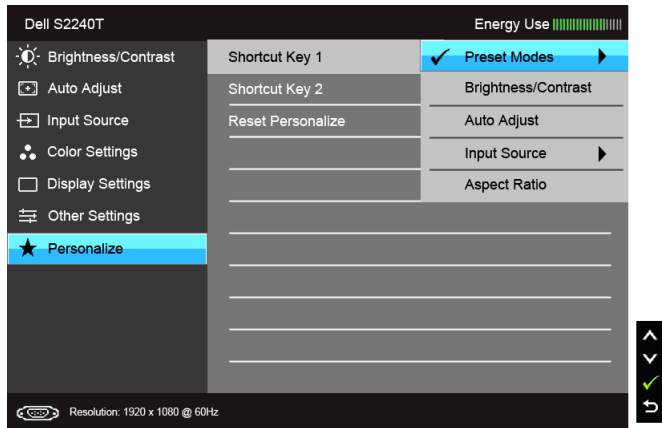 Dell S2240T
Energy Use
Brightness/Contrast
Auto Adjust
Input Source
Color Settings
Display Settings
Other Settings
Personalize
Shortcut Key 1
Shortcut Key 2
Reset Personalize
Preset Modes
Brightness/Contrast
Auto Adjust
Input Source
Aspect Ratio
Resolution: 1920 x 1080 @ 60Hz